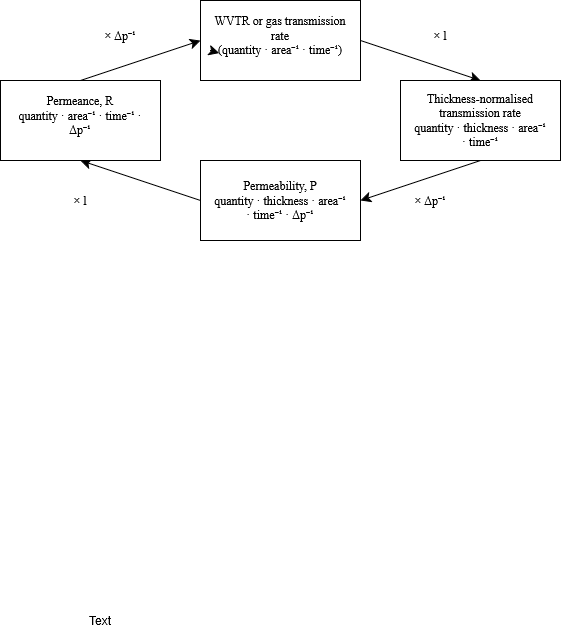 WVTR or gas transmission
rate
(quantity · area⁻¹ · time⁻¹)
× Δp⁻¹
× l
Permeance, R
quantity · area⁻¹ · time⁻¹ ·
Δp⁻¹
Thickness-normalised
transmission rate
quantity · thickness · area⁻¹
· time⁻¹
Permeability, P
quantity · thickness · area⁻¹
· time⁻¹ · Δp⁻¹
× l
× Δp⁻¹
Text